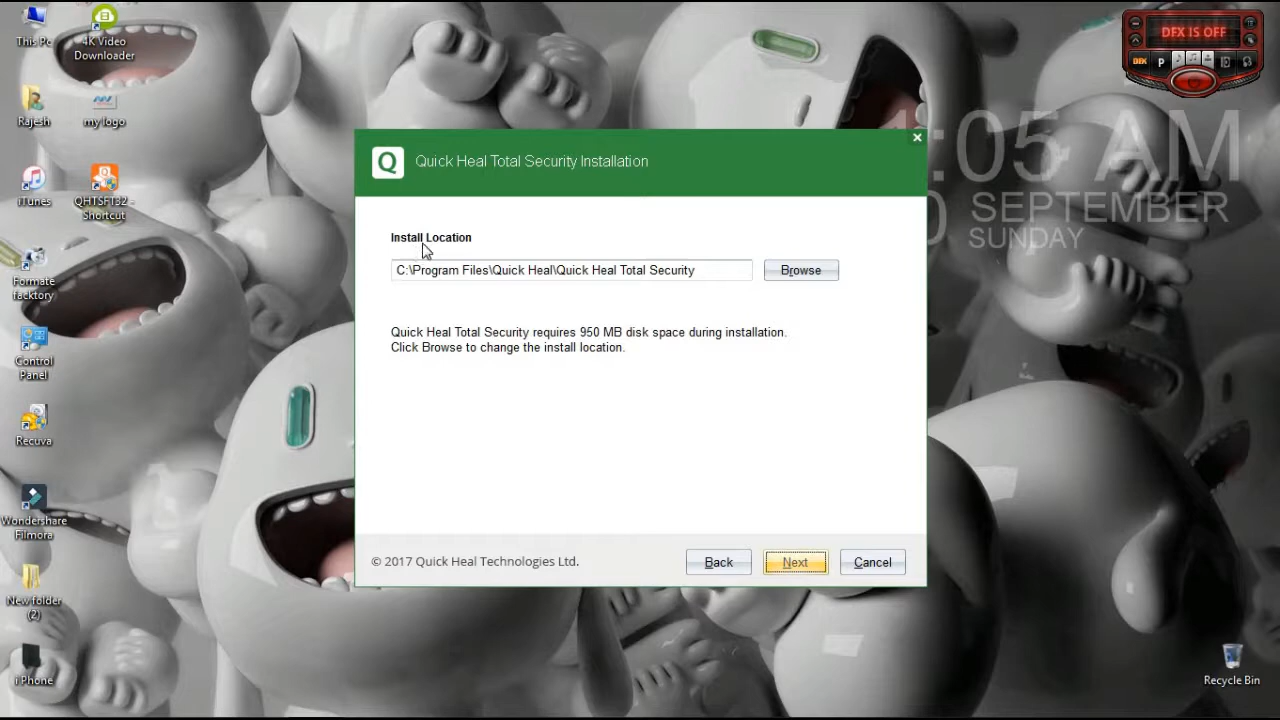 This Pc
4K Video
Downloader
Rajesh
my logo
iTunes
QHTSFT32 -
Shortcut
Formate
facktory
Control
Panel
Recuva
Wondershare
Filmora
New folder
(2)
i Phone
Quick Heal Total Security Installation
Install Location
C:\Program Files\Quick Heal\Quick Heal Total Security
Browse
Quick Heal Total Security requires 950 MB disk space during installation.
Click Browse to change the install location.
© 2017 Quick Heal Technologies Ltd.
Back
Next
Cancel
DFX IS OFF
DFX
P
:05 AM
SEPTEMBER
SUNDAY
Recycle Bin